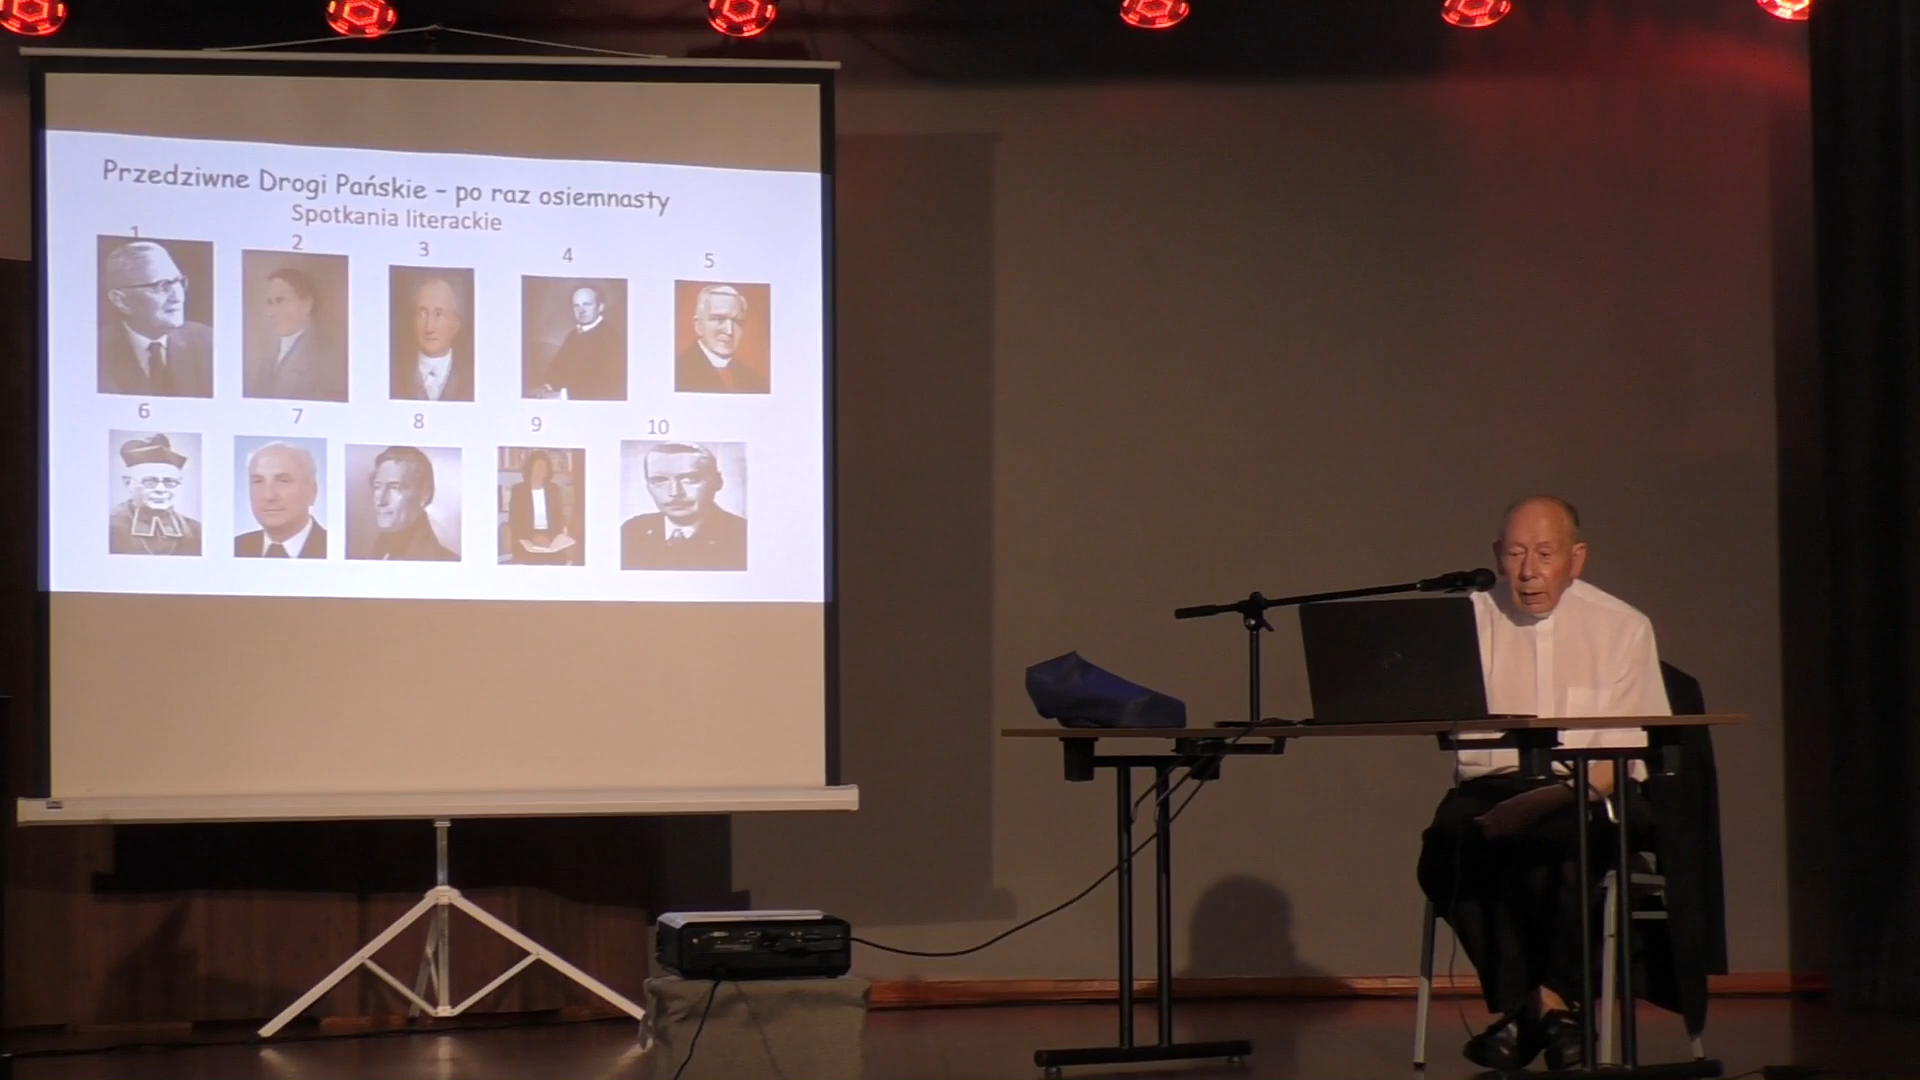 Przedziwne Drogi Pańskie - po raz osiemnasty
Spotkania literackie
1 2 3 4 5
6 7 8 9 10